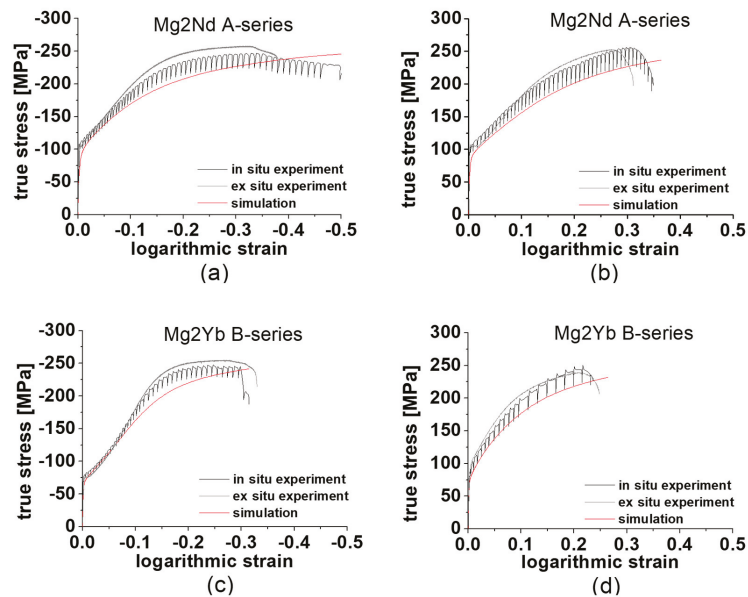 Mg2Nd A-series
true stress [MPa]
-300
-250
-200
-150
-100
-50
0
in situ experiment
ex situ experiment
simulation
0.0 -0.1 -0.2 -0.3 -0.4 -0.5
logarithmic strain
(a)
Mg2Nd A-series
true stress [MPa]
300
250
200
150
100
50
0
in situ experiment
ex situ experiment
simulation
0.0 0.1 0.2 0.3 0.4 0.5
logarithmic strain
(b)
Mg2Yb B-series
true stress [MPa]
-300
-250
-200
-150
-100
-50
0
in situ experiment
ex situ experiment
simulation
0.0 -0.1 -0.2 -0.3 -0.4 -0.5
logarithmic strain
(c)
Mg2Yb B-series
true stress [MPa]
300
250
200
150
100
50
0
in situ experiment
ex situ experiment
simulation
0.0 0.1 0.2 0.3 0.4 0.5
logarithmic strain
(d)